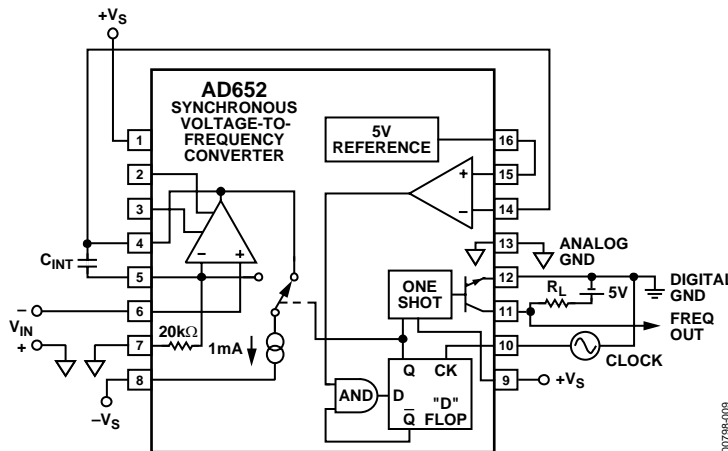 +VS
AD652
SYNCHRONOUS
VOLTAGE-TO-
FREQUENCY
CONVERTER
5V
REFERENCE
1
2
3
4
5
6
7
8
16
15
14
13
12
11
10
9
+
–
–
+
CINT
–
VIN
+
20kΩ
1mA
–VS
ANALOG
GND
DIGITAL
GND
RL
5V
FREQ
OUT
CLOCK
+VS
ONE
SHOT
AND
Q
CK
D
"D"
Q̅
FLOP
00798-009